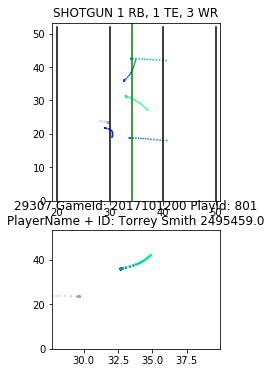 SHOTGUN 1 RB, 1 TE, 3 WR
50
40
30
20
10
0
20 30 40 50
29307 GameId: 2017101200 PlayId: 801
PlayerName + ID: Torrey Smith 2495459.0
40
20
0
30.0 32.5 35.0 37.5